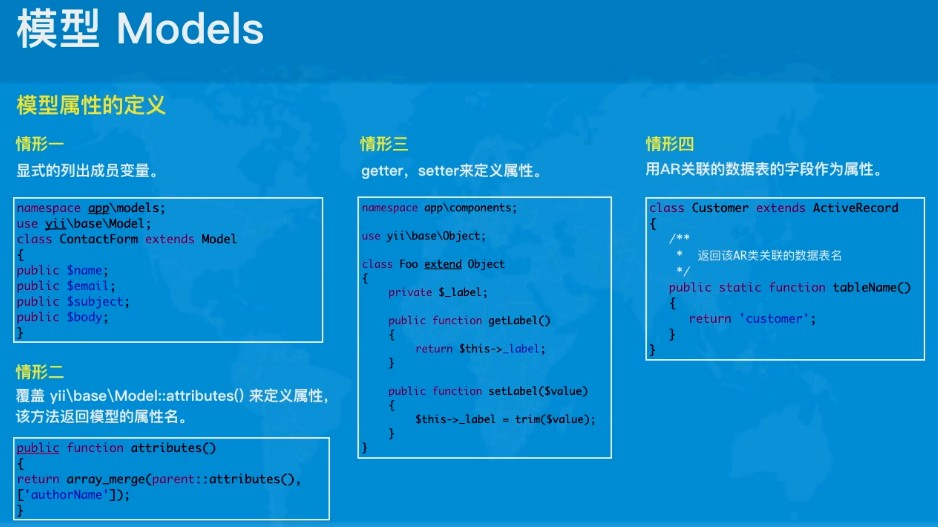 模型 Models
模型属性的定义
情形一
显式的列出成员变量。
namespace app\models;
use yii\base\Model;
class ContactForm extends Model
{
public $name;
public $email;
public $subject;
public $body;
}
情形二
覆盖 yii\base\Model::attributes() 来定义属性,
该方法返回模型的属性名。
public function attributes()
{
return array_merge(parent::attributes(),
['authorName']);
}
情形三
getter，setter来定义属性。
namespace app\components;
use yii\base\Object;
class Foo extend Object
{
private $_label;
public function getLabel()
{
return $this->_label;
}
public function setLabel($value)
{
$this->_label = trim($value);
}
}
情形四
用AR关联的数据表的字段作为属性。
class Customer extends ActiveRecord
{
/**
* 返回该AR类关联的数据表名
*/
public static function tableName()
{
return 'customer';
}
}